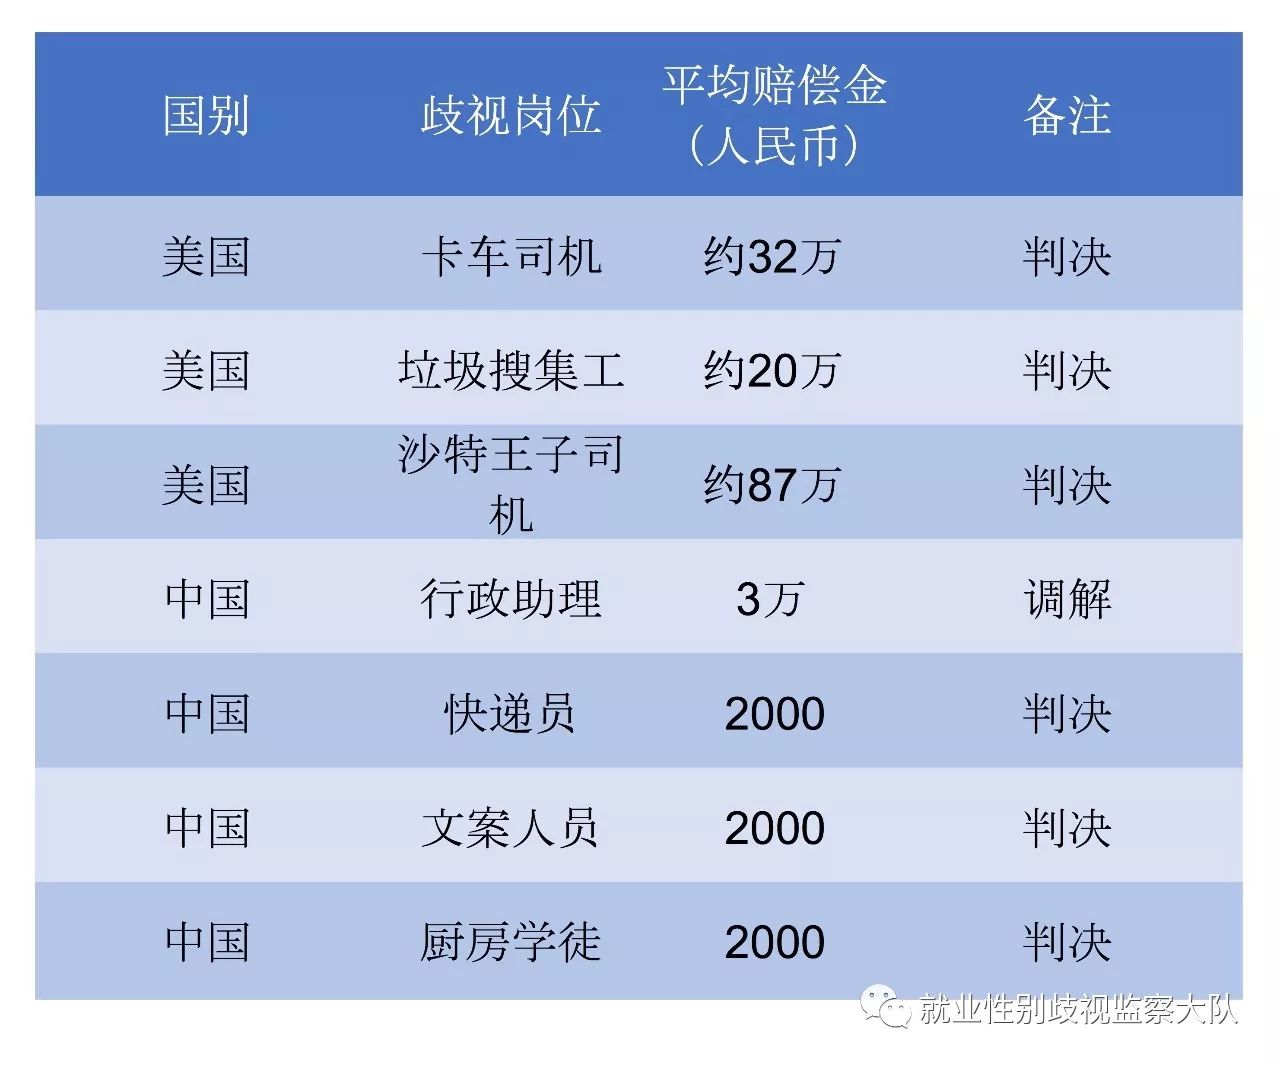 国别 歧视岗位 平均赔偿金 备注
（人民币）
美国 卡车司机 约32万 判决
美国 垃圾搜集工 约20万 判决
美国 沙特王子司 约87万 判决
机
中国 行政助理 3万 调解
中国 快递员 2000 判决
中国 文案人员 2000 判决
中国 厨房学徒 2000 判决
就业性别歧视监察大队